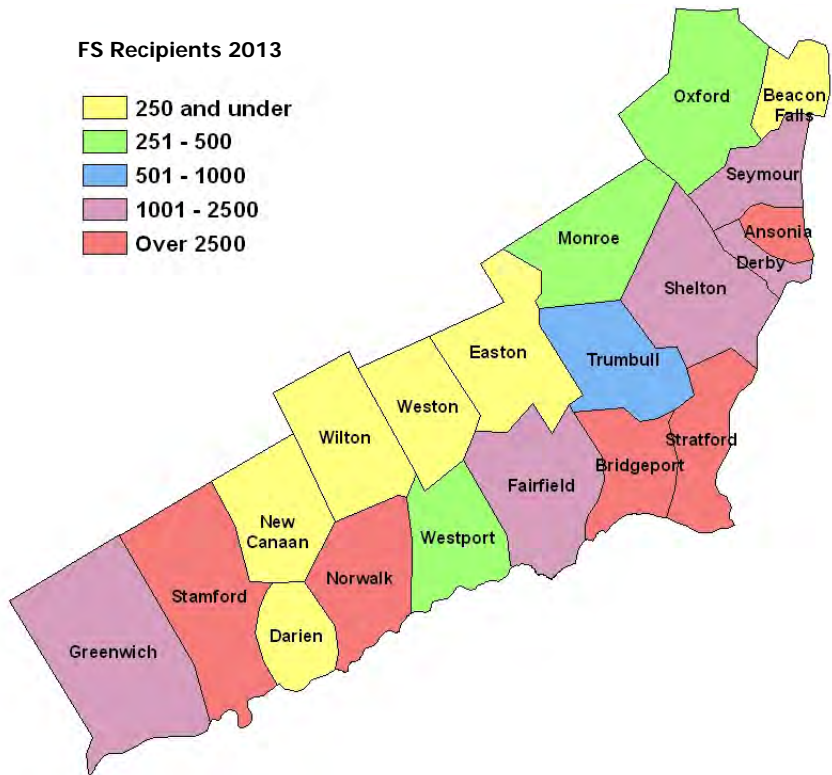 FS Recipients 2013
250 and under
251 - 500
501 - 1000
1001 - 2500
Over 2500
Oxford
Beacon
Falls
Seymour
Ansonia
Derby
Monroe
Shelton
Easton
Trumbull
Weston
Wilton
Stratford
Bridgeport
Fairfield
New
Canaan
Westport
Norwalk
Stamford
Darien
Greenwich